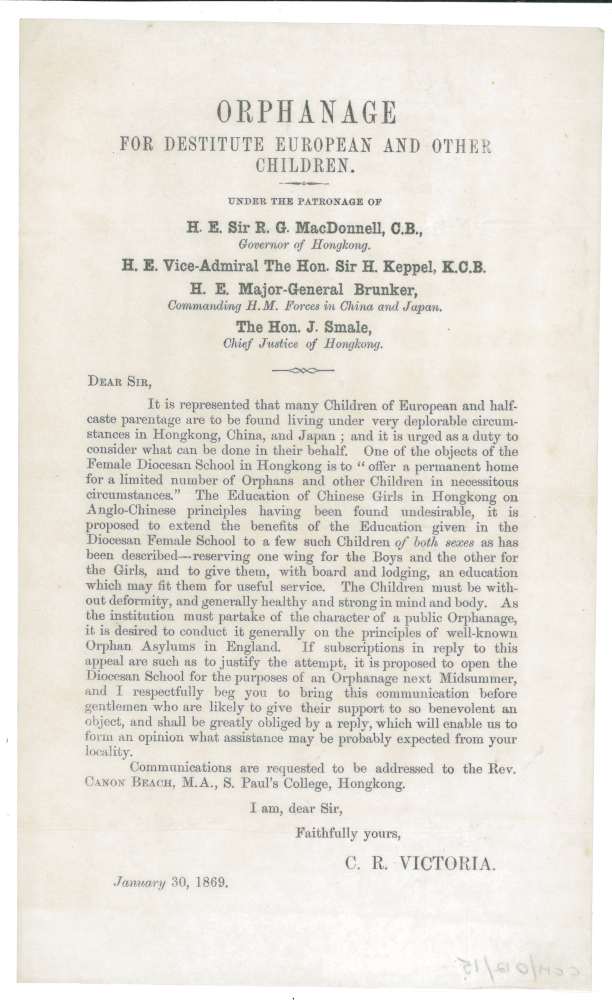 ORPHANAGE
FOR DESTITUTE EUROPEAN AND OTHER
CHILDREN.
UNDER THE PATRONAGE OF
H. E. Sir R. G. MacDonnell, C.B.,
Governor of Hongkong.
H. E. Vice-Admiral The Hon. Sir H. Keppel, K.C.B.
H. E. Major-General Brunker,
Commanding H.M. Forces in China and Japan.
The Hon. J. Smale,
Chief Justice of Hongkong.
DEAR SIR,
It is represented that many Children of European and half-
caste parentage are to be found living under very deplorable circum-
stances in Hongkong, China, and Japan ; and it is urged as a duty to
consider what can be done in their behalf. One of the objects of the
Female Diocesan School in Hongkong is to “ offer a permanent home
for a limited number of Orphans and other Children in necessitous
circumstances.” The Education of Chinese Girls in Hongkong on
Anglo-Chinese principles having been found undesirable, it is
proposed to extend the benefits of the Education given in the
Diocesan Female School to a few such Children of both sexes as has
been described—reserving one wing for the Boys and the other for
the Girls, and to give them, with board and lodging, an education
which may fit them for useful service. The Children must be with-
out deformity, and generally healthy and strong in mind and body. As
the institution must partake of the character of a public Orphanage,
it is desired to conduct it generally on the principles of well-known
Orphan Asylums in England. If subscriptions in reply to this
appeal are such as to justify the attempt, it is proposed to open the
Diocesan School for the purposes of an Orphanage next Midsummer,
and I respectfully beg you to bring this communication before
gentlemen who are likely to give their support to so benevolent an
object, and shall be greatly obliged by a reply, which will enable us to
form an opinion what assistance may be probably expected from your
locality.
Communications are requested to be addressed to the Rev.
CANON BEACH, M.A., S. Paul's College, Hongkong.
I am, dear Sir,
Faithfully yours,
C. R. VICTORIA.
January 30, 1869.